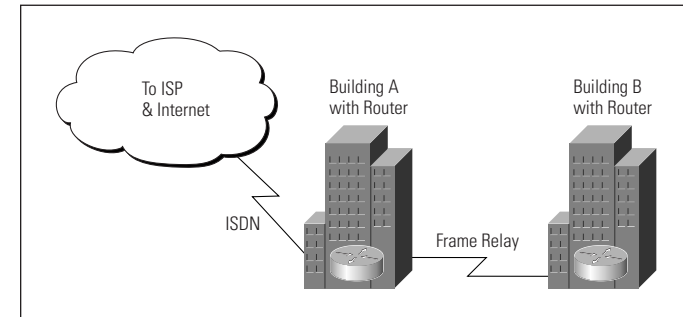 To ISP
& Internet
Building A
with Router
Building B
with Router
ISDN
Frame Relay